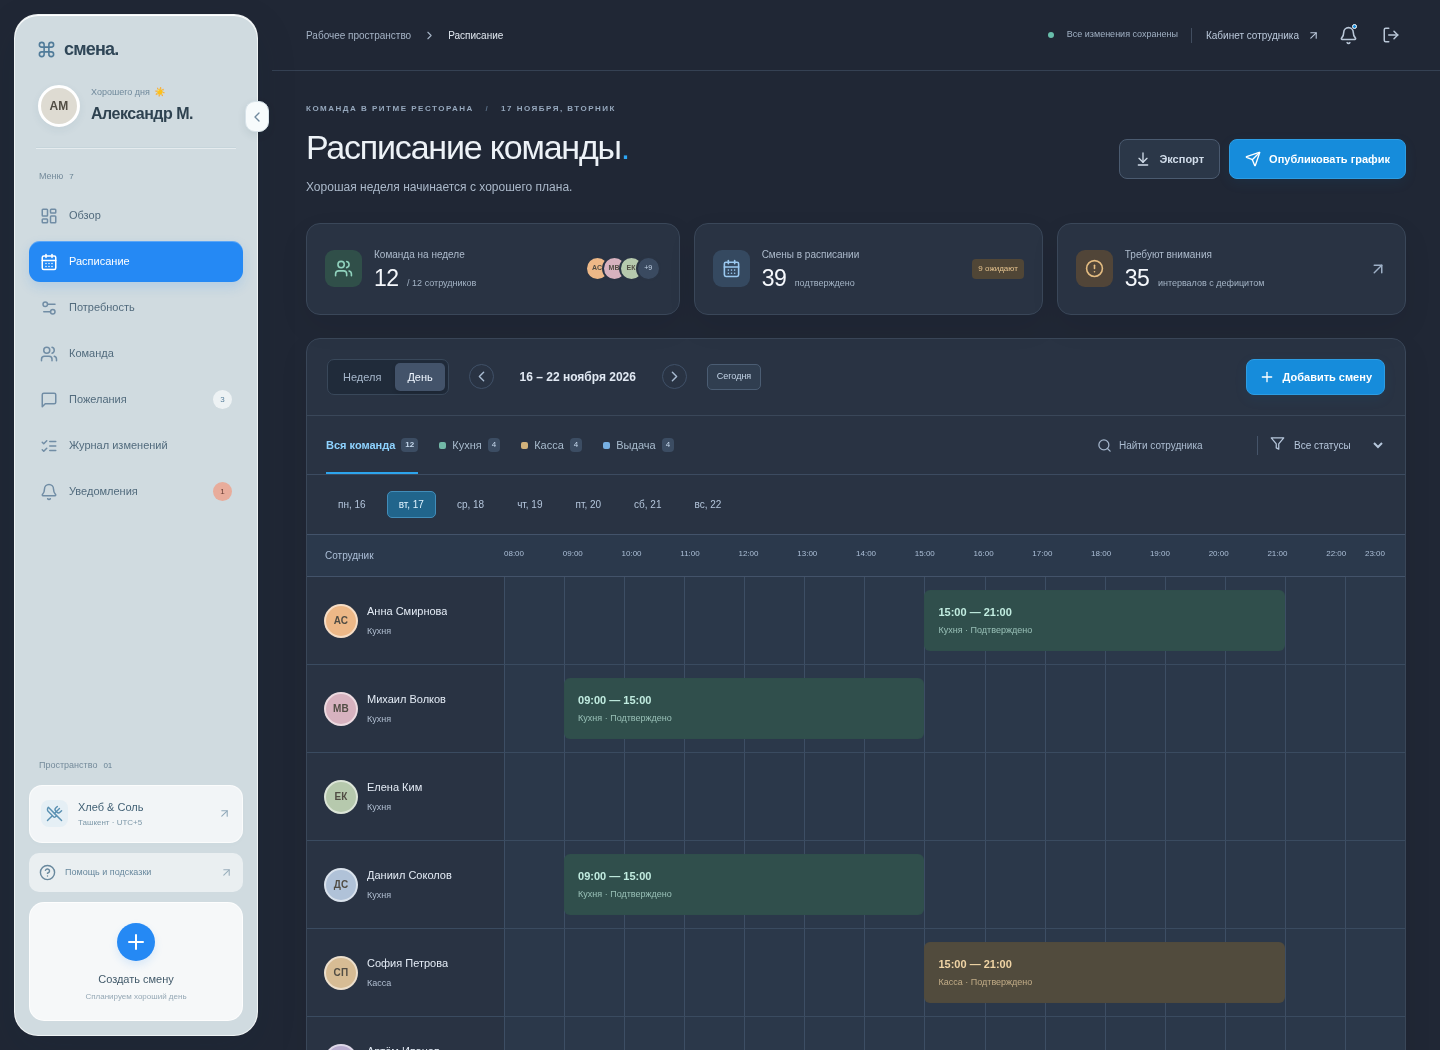 смена.
АМ
Хорошего дня ☀️
Александр М.
Меню 7
Обзор
Расписание
Потребность
Команда
Пожелания 3
Журнал изменений
Уведомления 1
Пространство 01
Хлеб & Соль
Ташкент · UTC+5
Помощь и подсказки
Создать смену
Спланируем хороший день
Рабочее пространство > Расписание
Все изменения сохранены
Кабинет сотрудника
КОМАНДА В РИТМЕ РЕСТОРАНА / 17 НОЯБРЯ, ВТОРНИК
Расписание команды.
Хорошая неделя начинается с хорошего плана.
Экспорт
Опубликовать график
Команда на неделе
12 / 12 сотрудников
АС МВ ЕК +9
Смены в расписании
39 подтверждено
9 ожидают
Требуют внимания
35 интервалов с дефицитом
Неделя День
16 – 22 ноября 2026
Сегодня
Добавить смену
Вся команда 12 Кухня 4 Касса 4 Выдача 4
Найти сотрудника
Все статусы
пн, 16 вт, 17 ср, 18 чт, 19 пт, 20 сб, 21 вс, 22
Сотрудник 08:00 09:00 10:00 11:00 12:00 13:00 14:00 15:00 16:00 17:00 18:00 19:00 20:00 21:00 22:00 23:00
АС Анна Смирнова
Кухня
15:00 — 21:00
Кухня · Подтверждено
МВ Михаил Волков
Кухня
09:00 — 15:00
Кухня · Подтверждено
ЕК Елена Ким
Кухня
ДС Даниил Соколов
Кухня
09:00 — 15:00
Кухня · Подтверждено
СП София Петрова
Касса
15:00 — 21:00
Касса · Подтверждено